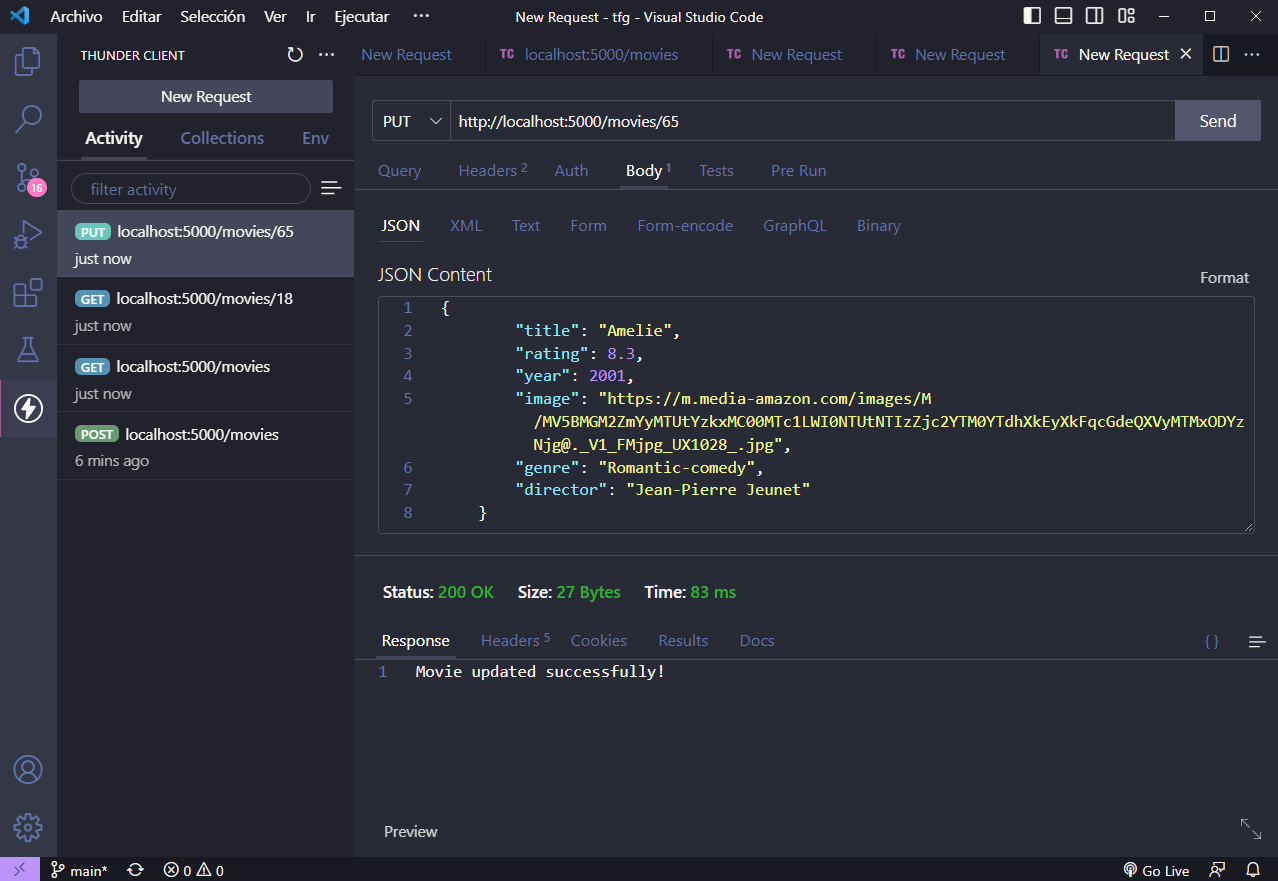 Archivo Editar Selección Ver Ir Ejecutar ··· New Request - tfg - Visual Studio Code
THUNDER CLIENT ···
New Request
Activity Collections Env
filter activity
PUT localhost:5000/movies/65
just now
GET localhost:5000/movies/18
just now
GET localhost:5000/movies
just now
POST localhost:5000/movies
6 mins ago
16
New Request TC localhost:5000/movies TC New Request TC New Request TC New Request ···
PUT http://localhost:5000/movies/65 Send
Query Headers 2 Auth Body 1 Tests Pre Run
JSON XML Text Form Form-encode GraphQL Binary
JSON Content
Format
1 {
2 "title": "Amelie",
3 "rating": 8.3,
4 "year": 2001,
5 "image": "https://m.media-amazon.com/images/M
/MV5BMGM2ZmYyMTUtYzkxMC00MTc1LWI0NTUtNTIzZjc2YTM0YTdhXkEyXkFqcGdeQXVyMTMxODYz
Njg@._V1_FMjpg_UX1028_.jpg",
6 "genre": "Romantic-comedy",
7 "director": "Jean-Pierre Jeunet"
8 }
Status: 200 OK Size: 27 Bytes Time: 83 ms
Response Headers 5 Cookies Results Docs { }
1 Movie updated successfully!
Preview
main* 0 0 Go Live